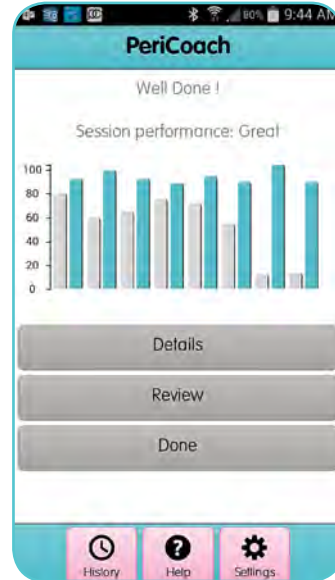 80% 9:44 AM
PeriCoach
Well Done !
Session performance: Great
100
80
60
40
20
0
Details
Review
Done
History Help Settings